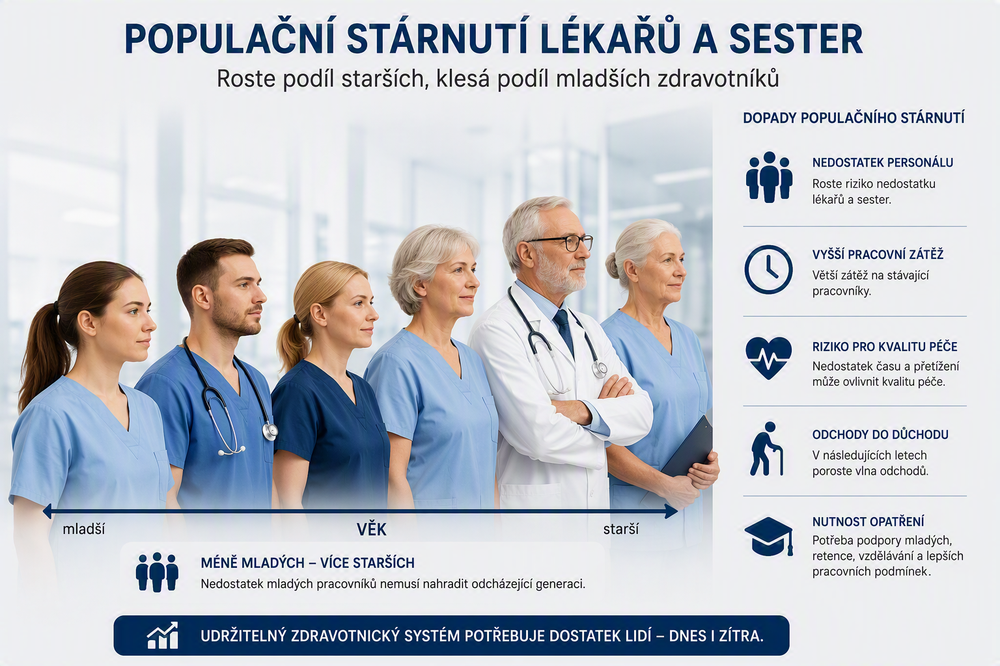 POPULAČNÍ STÁRNUTÍ LÉKAŘŮ A SESTER
Roste podíl starších, klesá podíl mladších zdravotníků
DOPADY POPULAČNÍHO STÁRNUTÍ
NEDOSTATEK PERSONÁLU
Roste riziko nedostatku
lékařů a sester.
VYŠŠÍ PRACOVNÍ ZÁTĚŽ
Větší zátěž na stávající
pracovníky.
RIZIKO PRO KVALITU PÉČE
Nedostatek času a přetížení
může ovlivnit kvalitu péče.
ODCHODY DO DŮCHODU
V následujících letech
poroste vlna odchodů.
NUTNOST OPATŘENÍ
Potřeba podpory mladých,
retence, vzdělávání a lepších
pracovních podmínek.
mladší
VĚK
starší
MÉNĚ MLADÝCH – VÍCE STARŠÍCH
Nedostatek mladých pracovníků nemusí nahradit odcházející generaci.
UDRŽITELNÝ ZDRAVOTNICKÝ SYSTÉM POTŘEBUJE DOSTATEK LIDÍ – DNES I ZÍTRA.